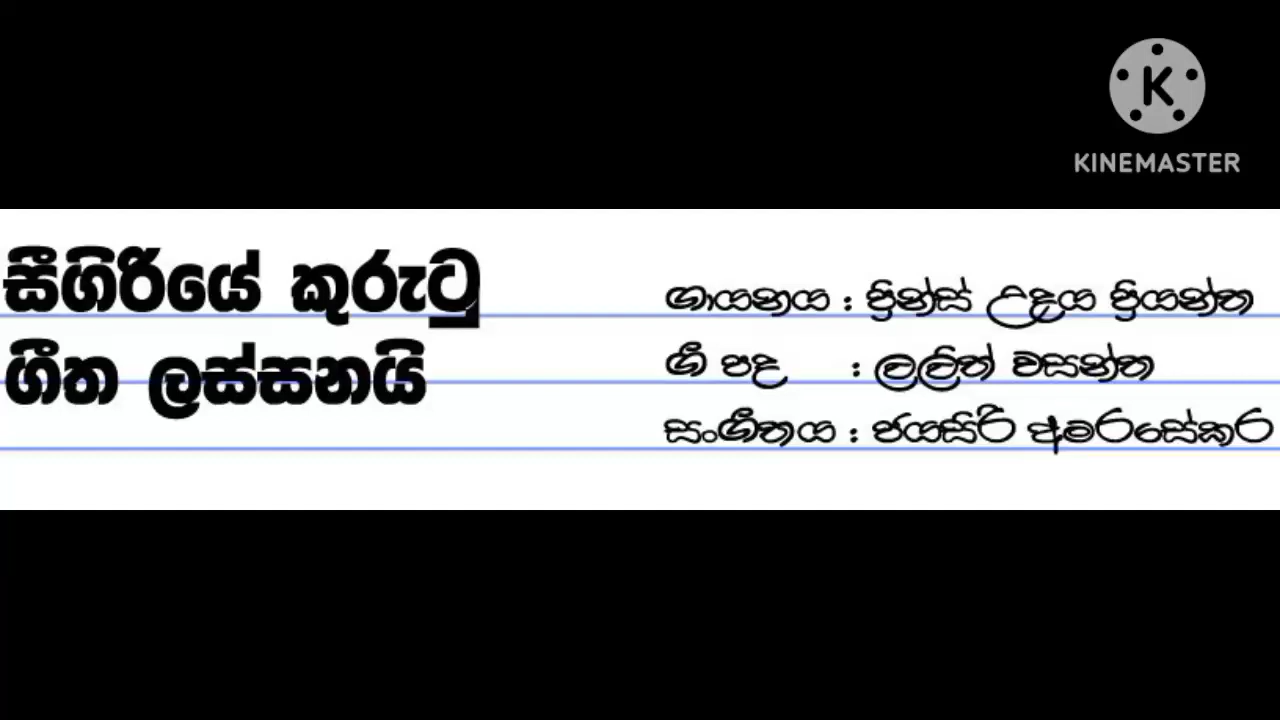 KINEMASTER
සීගිරියේ කුරුටු
ගීත ලස්සනයි
ගායනය : ප්‍රින්ස් උදය ප්‍රියන්ත
ගී පද : ලලිත් වසන්ත
සංගීතය : ජයසිරි අමරසේකර